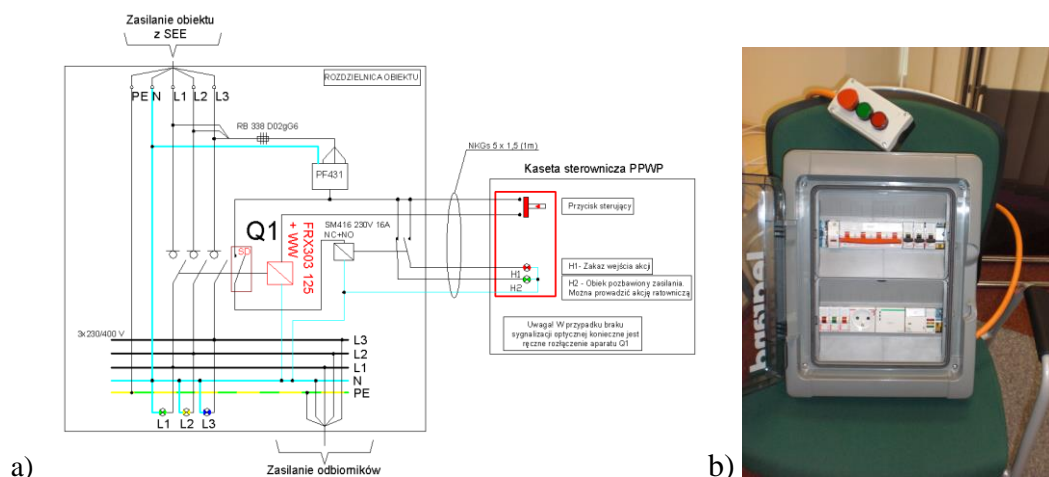 Zasilanie obiektu
z SEE
ROZDZIELNICA OBIEKTU
PE N L1 L2 L3
RB 338 D02gG6
NKGs 5 x 1,5 (1m)
PF431
Kaseta sterownicza PPWP
Przycisk sterujący
Q1
LSD
FRX303 125
+ WW
SM416 230V 16A
NC+NO
H1
H2
H1- Zakaz wejścia akcji
H2 - Obiek pozbawiony zasilania.
Można prowadzić akcję ratowniczą
Uwaga! W przypadku braku
sygnalizacji optycznej konieczne jest
ręczne rozłączenie aparatu Q1
3x230/400 V
L3
L2
L1
N
PE
L1 L2 L3
Zasilanie odbiorników
a)
b)